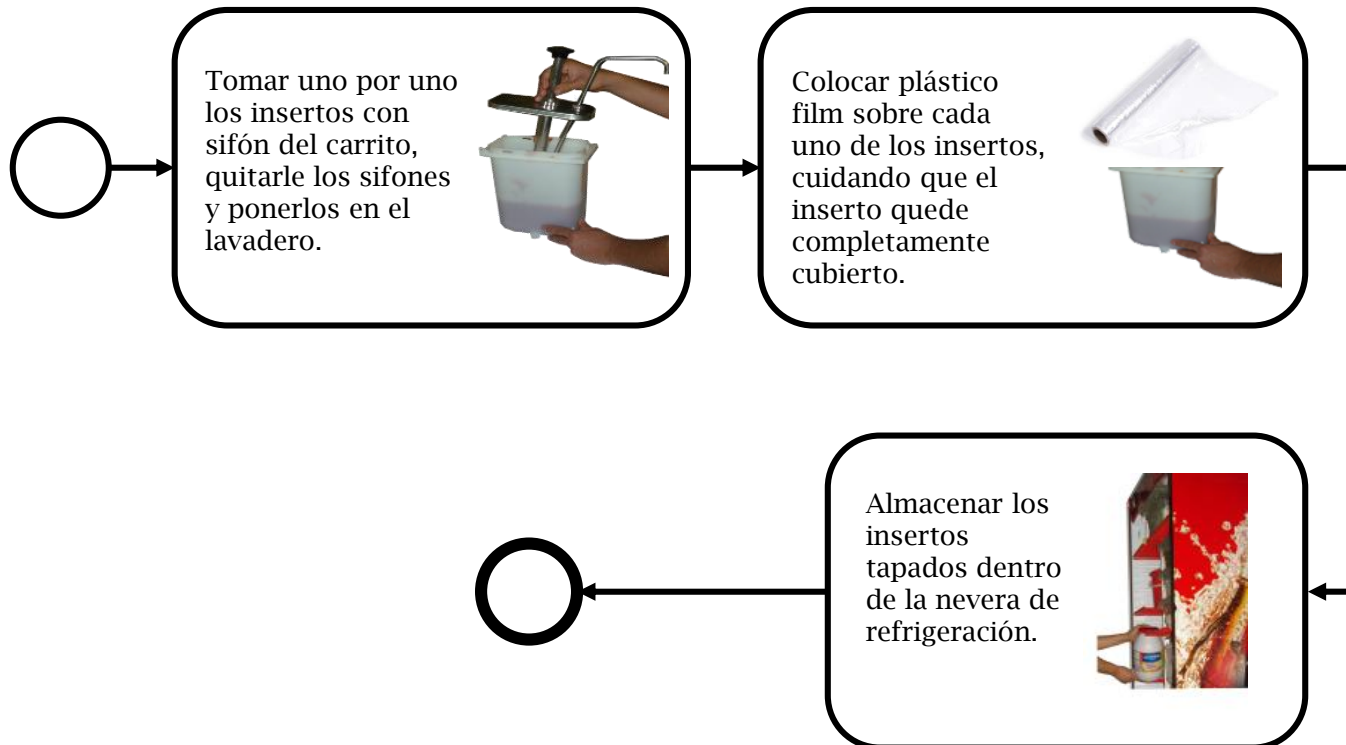 Tomar uno por uno
los insertos con
sifón del carrito,
quitarle los sifones
y ponerlos en el
lavadero.
Colocar plástico
film sobre cada
uno de los insertos,
cuidando que el
inserto quede
completamente
cubierto.
Almacenar los
insertos
tapados dentro
de la nevera de
refrigeración.